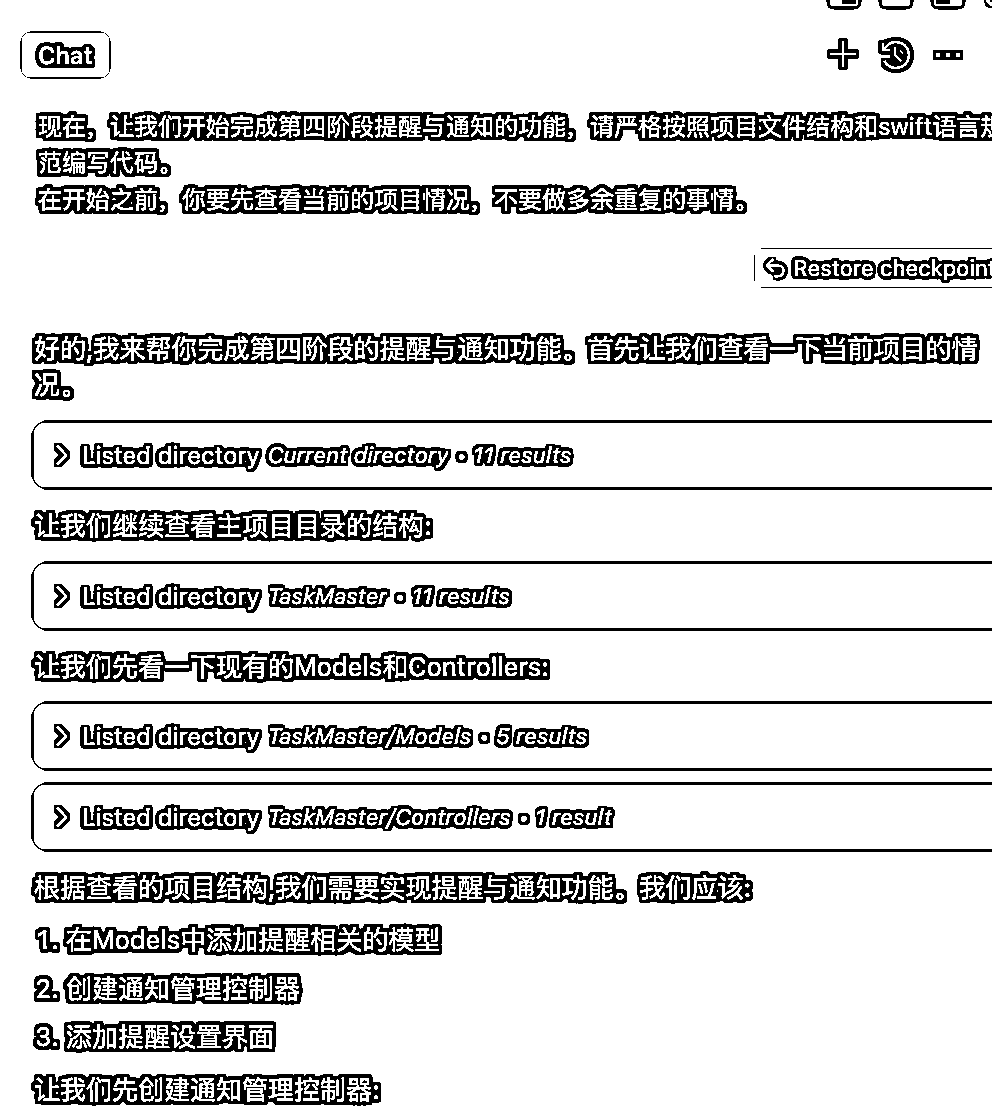 Chat
现在，让我们开始完成第四阶段提醒与通知的功能，请严格按照项目文件结构和swift语言规
范编写代码。
在开始之前，你要先查看当前的项目情况，不要做多余重复的事情。
Restore checkpoint
好的,我来帮你完成第四阶段的提醒与通知功能。首先让我们查看一下当前项目的情
况。
Listed directory Current directory • 11 results
让我们继续查看主项目目录的结构:
Listed directory TaskMaster • 11 results
让我们先看一下现有的Models和Controllers:
Listed directory TaskMaster/Models • 5 results
Listed directory TaskMaster/Controllers • 1 result
根据查看的项目结构,我们需要实现提醒与通知功能。我们应该:
1. 在Models中添加提醒相关的模型
2. 创建通知管理控制器
3. 添加提醒设置界面
让我们先创建通知管理控制器: